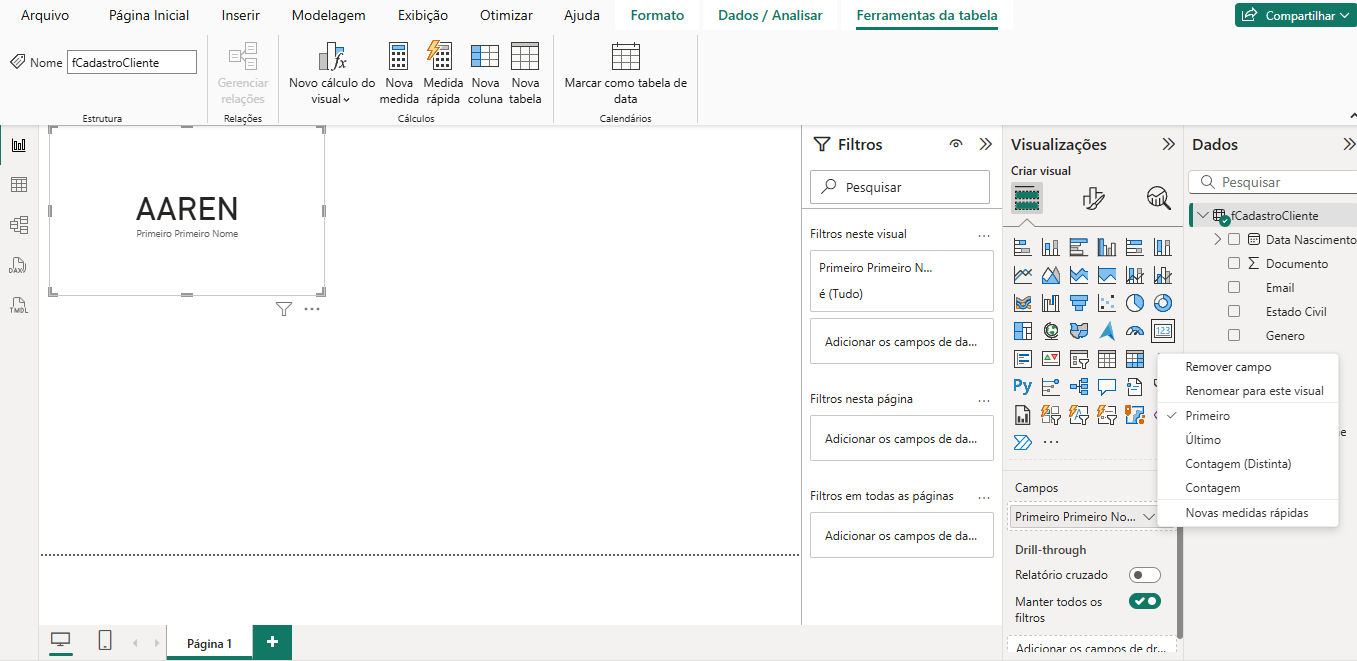 Arquivo Página Inicial Inserir Modelagem Exibição Otimizar Ajuda Formato Dados / Analisar Ferramentas da tabela Compartilhar
Nome fCadastroCliente
Gerenciar relações
Novo cálculo do visual
Nova medida
Medida rápida
Nova coluna
Nova tabela
Marcar como tabela de data
Estrutura Relações Cálculos Calendários
DAX
TMDL
AAREN
Primeiro Primeiro Nome
Filtros
Pesquisar
Filtros neste visual ...
Primeiro Primeiro N...
é (Tudo)
Adicionar os campos de da...
Filtros nesta página ...
Adicionar os campos de da...
Filtros em todas as páginas ...
Adicionar os campos de da...
Visualizações
Criar visual
123
Py
...
Campos
Primeiro Primeiro No...
Drill-through
Relatório cruzado
Manter todos os
filtros
Adicionar os campos de dr...
Dados
Pesquisar
fCadastroCliente
Data Nascimento
Documento
Email
Estado Civil
Genero
Remover campo
Renomear para este visual
Primeiro
Último
Contagem (Distinta)
Contagem
Novas medidas rápidas
Página 1